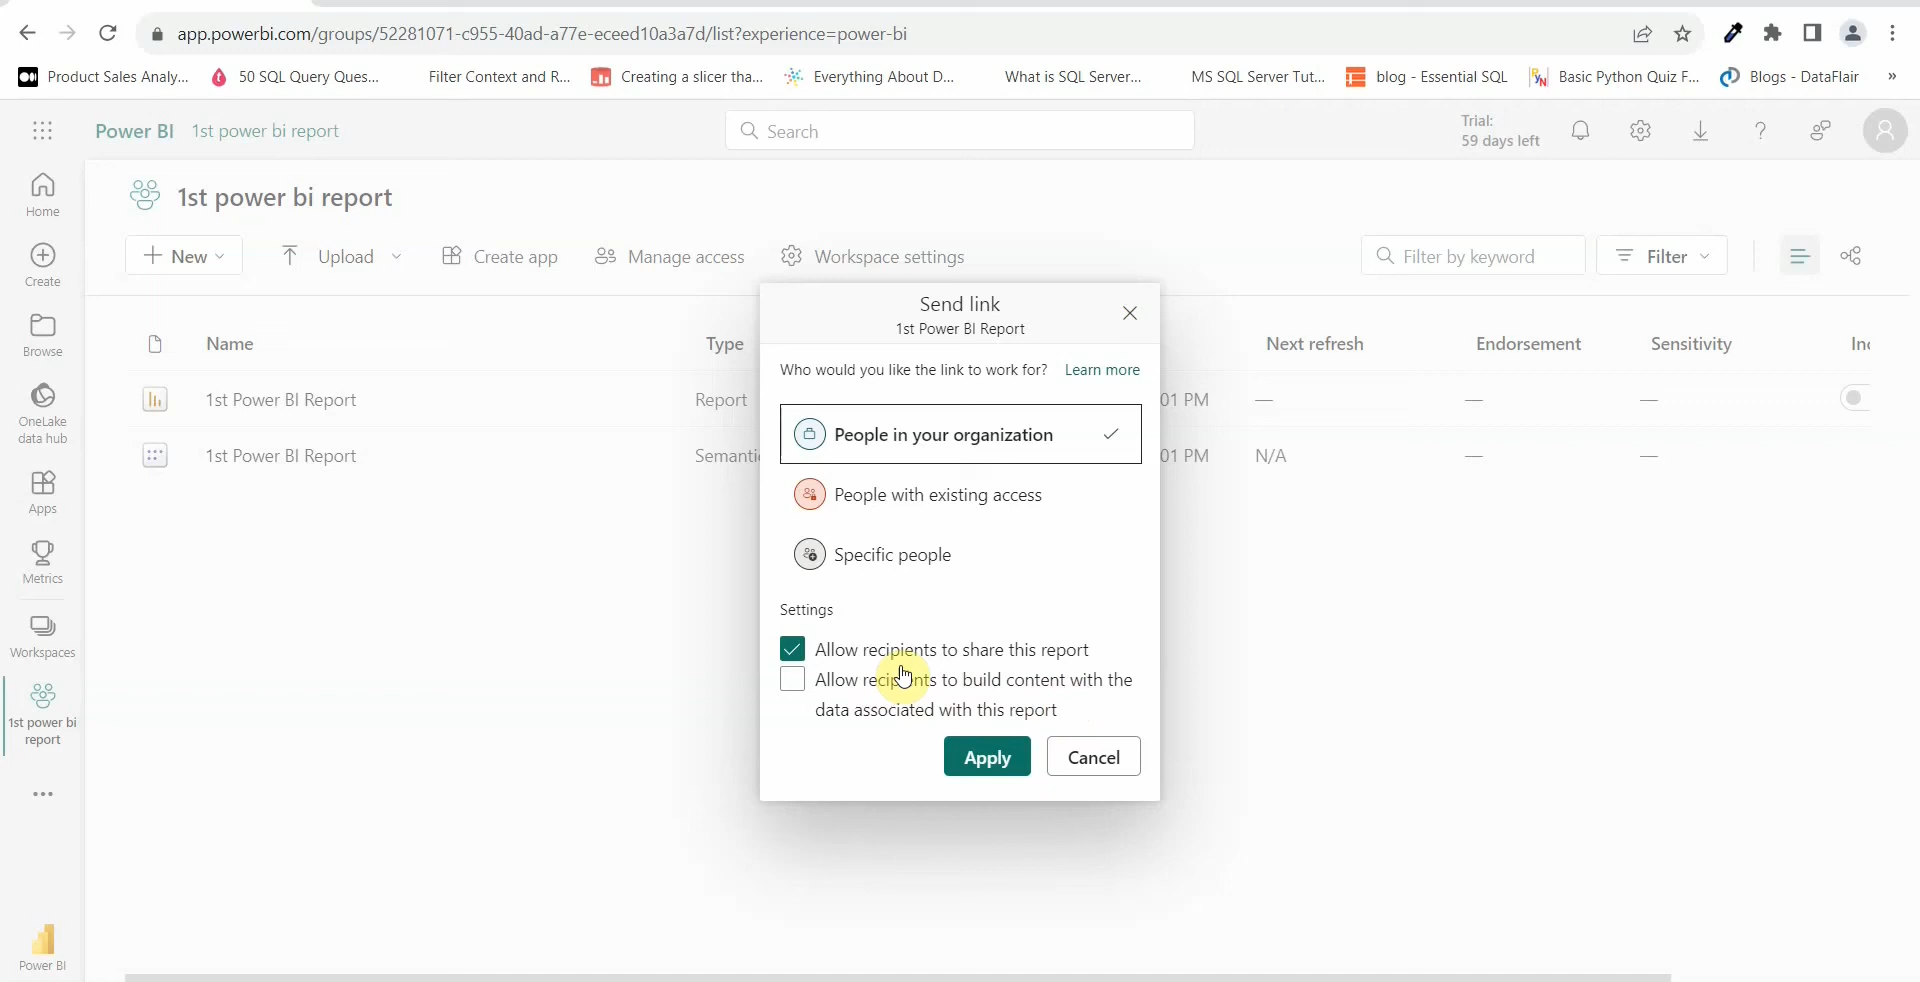 app.powerbi.com/groups/52281071-c955-40ad-a77e-eceed10a3a7d/list?experience=power-bi
Product Sales Analy... 50 SQL Query Ques... Filter Context and R... Creating a slicer tha... Everything About D... What is SQL Server... MS SQL Server Tut... blog - Essential SQL Basic Python Quiz F... Blogs - DataFlair »
Power BI 1st power bi report Search Trial:
59 days left
Home
Create
Browse
OneLake
data hub
Apps
Metrics
Workspaces
1st power bi
report
Power BI
1st power bi report
New Upload Create app Manage access Workspace settings Filter by keyword Filter
Name Type Next refresh Endorsement Sensitivity Inc
1st Power BI Report Report 01 PM — — —
1st Power BI Report Semanti 01 PM N/A — —
Send link
1st Power BI Report
Who would you like the link to work for? Learn more
People in your organization
People with existing access
Specific people
Settings
Allow recipients to share this report
Allow recipients to build content with the
data associated with this report
Apply Cancel